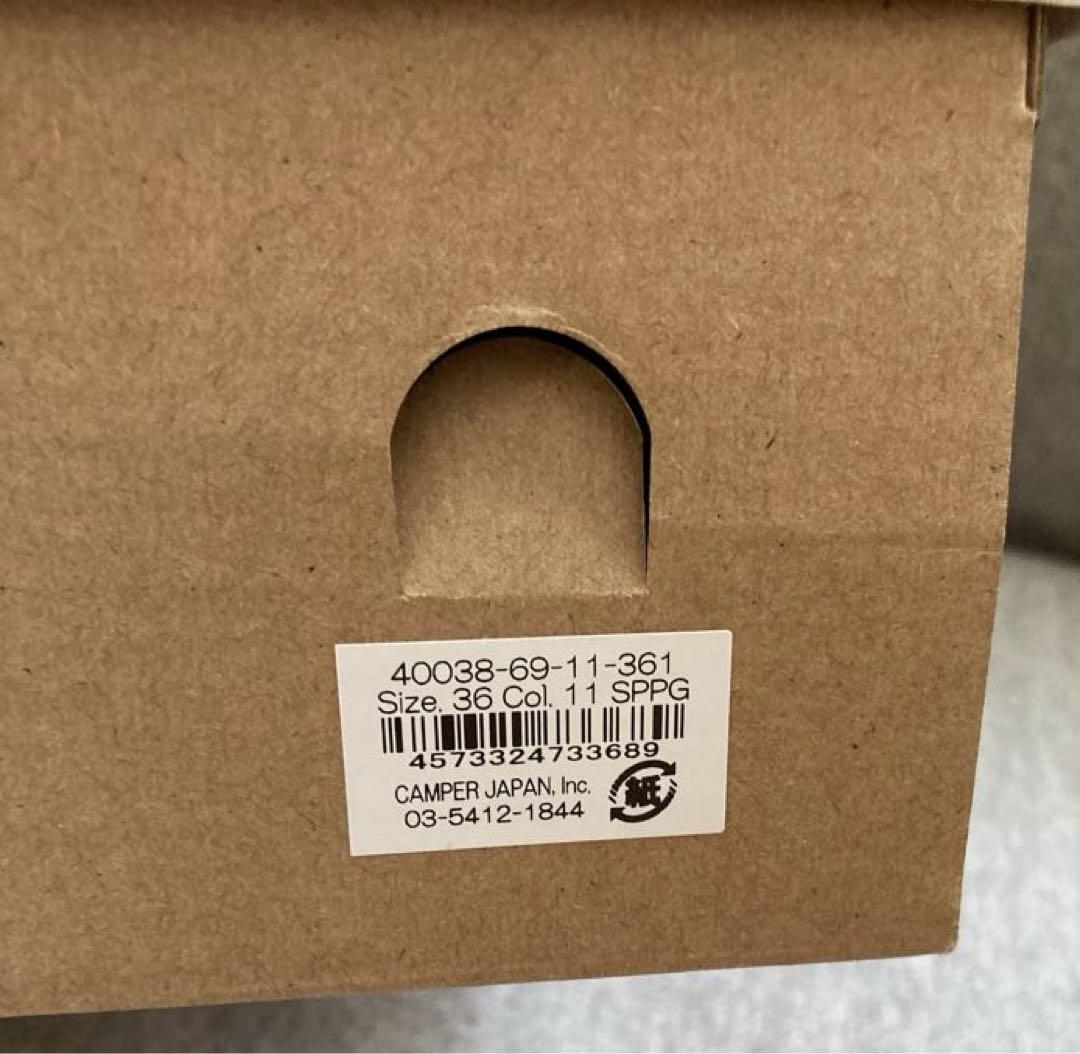 40038-69-11-361
Size. 36 Col. 11 SPPG
4573324733689
CAMPER JAPAN, Inc.
03-5412-1844
紙